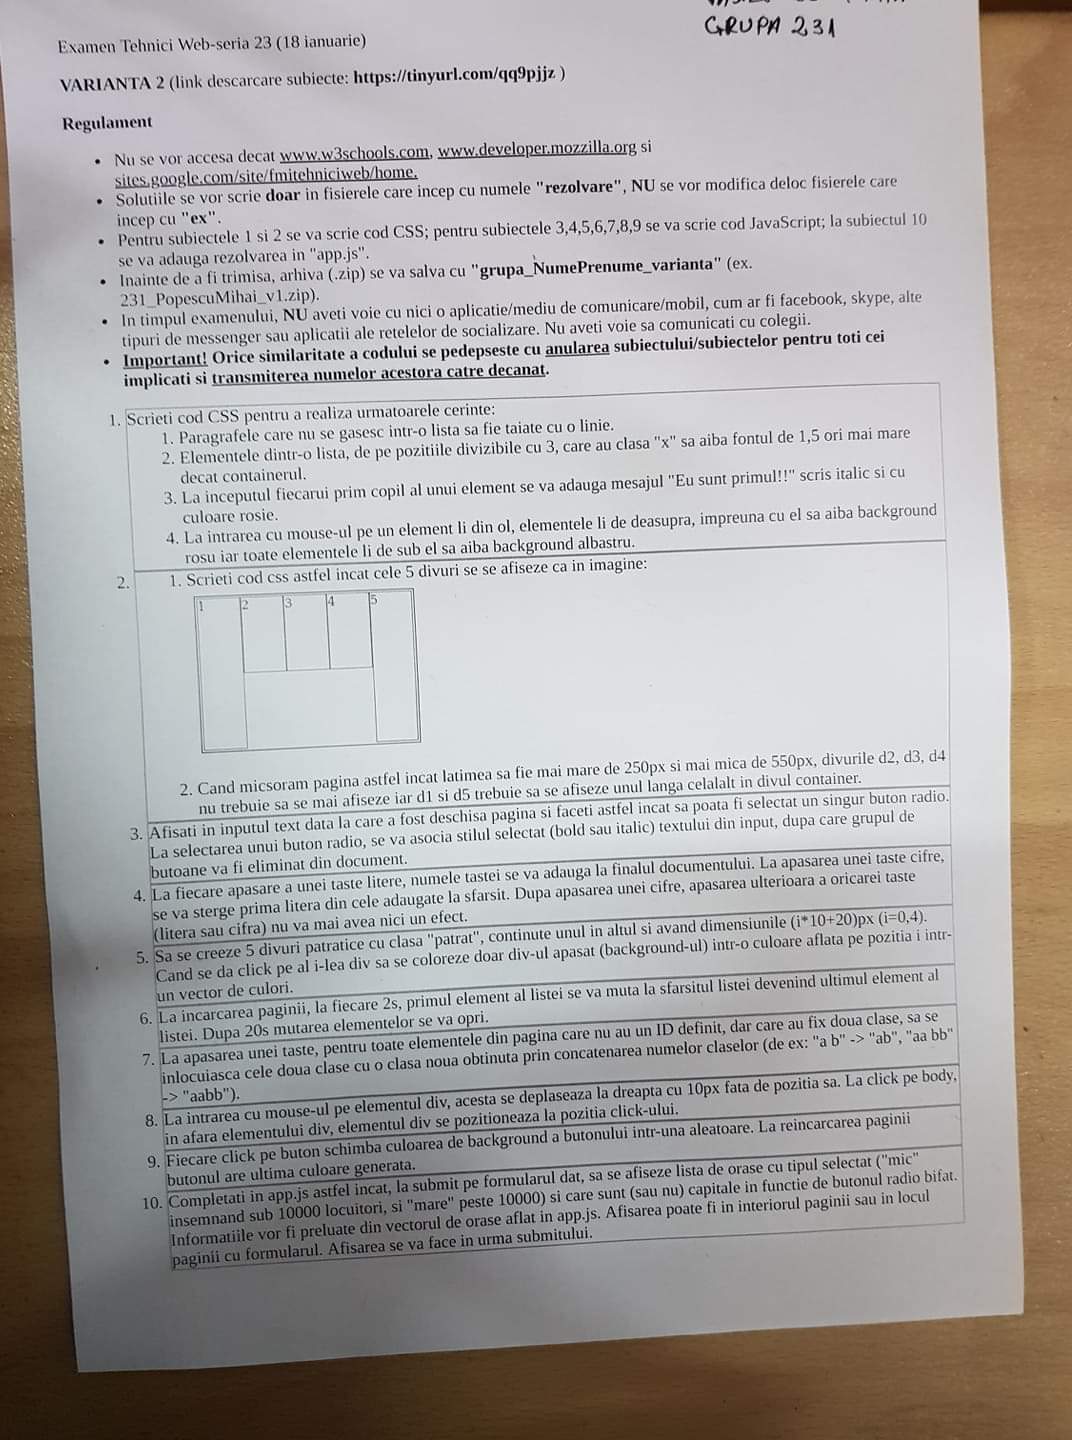 GRUPA 231
Examen Tehnici Web-seria 23 (18 ianuarie)
VARIANTA 2 (link descarcare subiecte: https://tinyurl.com/qq9pjjz )
Regulament
• Nu se vor accesa decat www.w3schools.com, www.developer.mozzilla.org si
sites.google.com/site/fmitehniciweb/home.
• Solutiile se vor scrie doar in fisierele care incep cu numele "rezolvare", NU se vor modifica deloc fisierele care
incep cu "ex".
• Pentru subiectele 1 si 2 se va scrie cod CSS; pentru subiectele 3,4,5,6,7,8,9 se va scrie cod JavaScript; la subiectul 10
se va adauga rezolvarea in "app.js".
• Inainte de a fi trimisa, arhiva (.zip) se va salva cu "grupa_NumePrenume_varianta" (ex.
231_PopescuMihai_v1.zip).
• In timpul examenului, NU aveti voie cu nici o aplicatie/mediu de comunicare/mobil, cum ar fi facebook, skype, alte
tipuri de messenger sau aplicatii ale retelelor de socializare. Nu aveti voie sa comunicati cu colegii.
• Important! Orice similaritate a codului se pedepseste cu anularea subiectului/subiectelor pentru toti cei
implicati si transmiterea numelor acestora catre decanat.
1. Scrieti cod CSS pentru a realiza urmatoarele cerinte:
1. Paragrafele care nu se gasesc intr-o lista sa fie taiate cu o linie.
2. Elementele dintr-o lista, de pe pozitiile divizibile cu 3, care au clasa "x" sa aiba fontul de 1,5 ori mai mare
decat containerul.
3. La inceputul fiecarui prim copil al unui element se va adauga mesajul "Eu sunt primul!!" scris italic si cu
culoare rosie.
4. La intrarea cu mouse-ul pe un element li din ol, elementele li de deasupra, impreuna cu el sa aiba background
rosu iar toate elementele li de sub el sa aiba background albastru.
2. 1. Scrieti cod css astfel incat cele 5 divuri se se afiseze ca in imagine:
1 2 3 4 5
2. Cand micsoram pagina astfel incat latimea sa fie mai mare de 250px si mai mica de 550px, divurile d2, d3, d4
nu trebuie sa se mai afiseze iar d1 si d5 trebuie sa se afiseze unul langa celalalt in divul container.
3. Afisati in inputul text data la care a fost deschisa pagina si faceti astfel incat sa poata fi selectat un singur buton radio.
La selectarea unui buton radio, se va asocia stilul selectat (bold sau italic) textului din input, dupa care grupul de
butoane va fi eliminat din document.
4. La fiecare apasare a unei taste litere, numele tastei se va adauga la finalul documentului. La apasarea unei taste cifre,
se va sterge prima litera din cele adaugate la sfarsit. Dupa apasarea unei cifre, apasarea ulterioara a oricarei taste
(litera sau cifra) nu va mai avea nici un efect.
5. Sa se creeze 5 divuri patratice cu clasa "patrat", continute unul in altul si avand dimensiunile (i*10+20)px (i=0,4).
Cand se da click pe al i-lea div sa se coloreze doar div-ul apasat (background-ul) intr-o culoare aflata pe pozitia i intr-
un vector de culori.
6. La incarcarea paginii, la fiecare 2s, primul element al listei se va muta la sfarsitul listei devenind ultimul element al
listei. Dupa 20s mutarea elementelor se va opri.
7. La apasarea unei taste, pentru toate elementele din pagina care nu au un ID definit, dar care au fix doua clase, sa se
inlocuiasca cele doua clase cu o clasa noua obtinuta prin concatenarea numelor claselor (de ex: "a b" -> "ab", "aa bb"
-> "aabb").
8. La intrarea cu mouse-ul pe elementul div, acesta se deplaseaza la dreapta cu 10px fata de pozitia sa. La click pe body,
in afara elementului div, elementul div se pozitioneaza la pozitia click-ului.
9. Fiecare click pe buton schimba culoarea de background a butonului intr-una aleatoare. La reincarcarea paginii
butonul are ultima culoare generata.
10. Completati in app.js astfel incat, la submit pe formularul dat, sa se afiseze lista de orase cu tipul selectat ("mic"
insemnand sub 10000 locuitori, si "mare" peste 10000) si care sunt (sau nu) capitale in functie de butonul radio bifat.
Informatiile vor fi preluate din vectorul de orase aflat in app.js. Afisarea poate fi in interiorul paginii sau in locul
paginii cu formularul. Afisarea se va face in urma submitului.